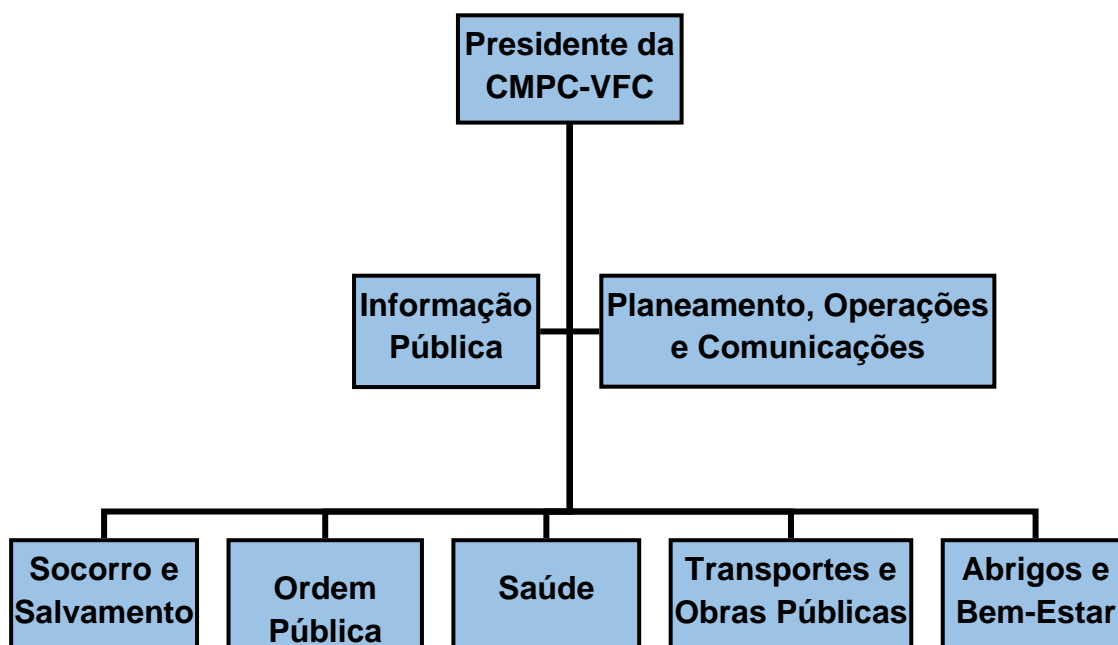 Presidente da
CMPC-VFC
Informação
Pública
Planeamento, Operações
e Comunicações
Socorro e
Salvamento
Ordem
Pública
Saúde
Transportes e
Obras Públicas
Abrigos e
Bem-Estar